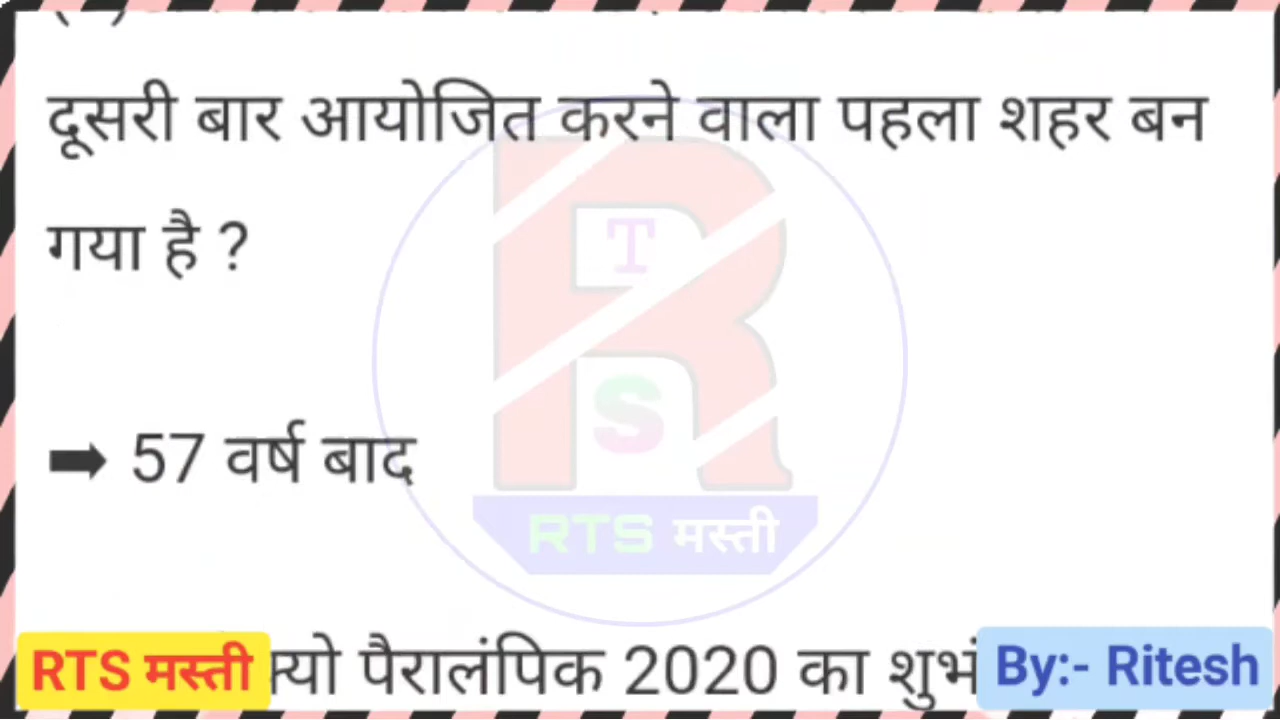 दूसरी बार आयोजित करने वाला पहला शहर बन
गया है ?
T
➡ 57 वर्ष बाद
S
RTS मस्ती
RTS मस्ती
पैरालंपिक 2020 का
By:- Ritesh